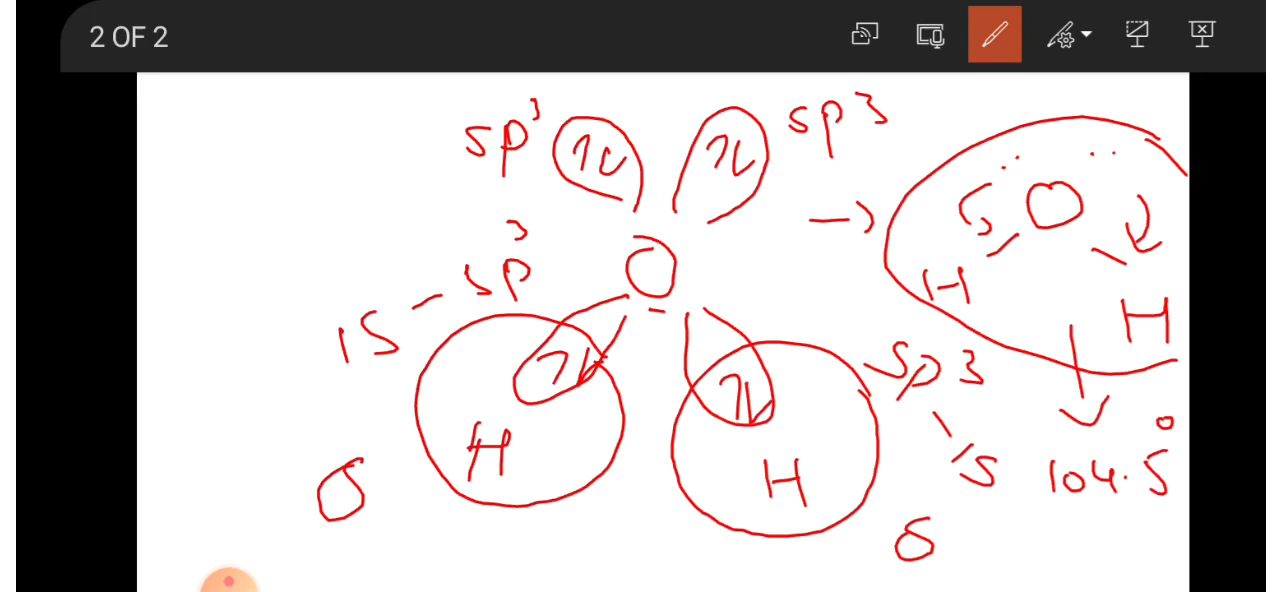 2 OF 2
sp³ ⥮ ⥮ sp3
→
1s - sp³ O O
H H
⥮ ⥮ sp3 - 1s
H H
σ σ 104.5°